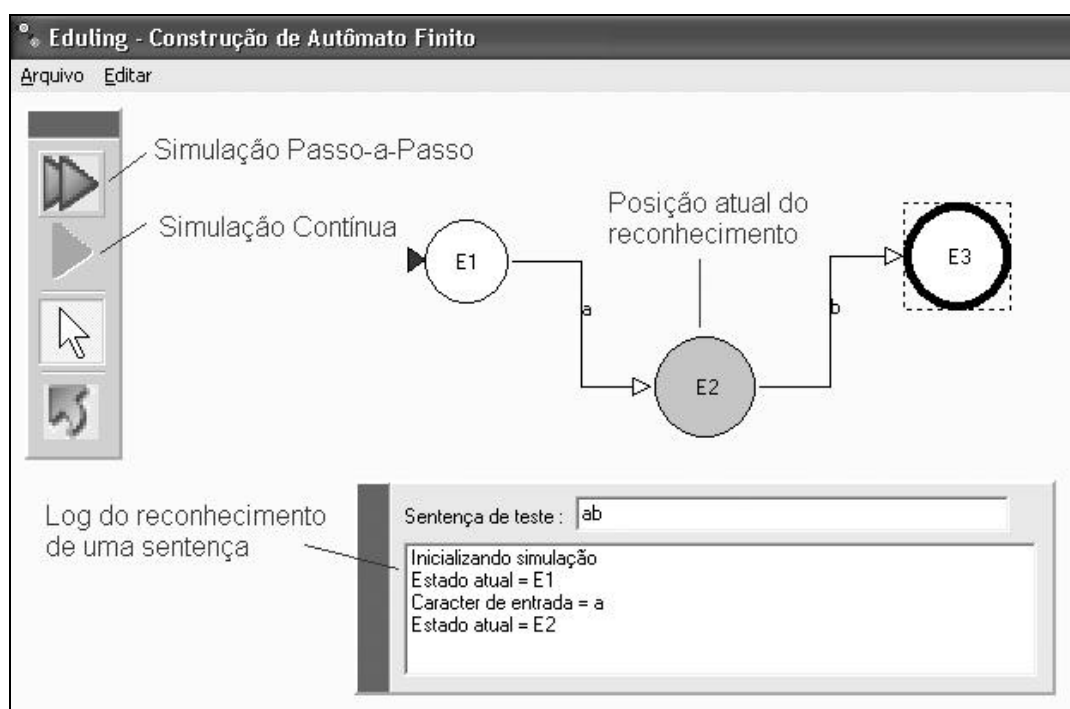 Eduling - Construção de Autômato Finito
Arquivo Editar
Simulação Passo-a-Passo
Simulação Contínua
Posição atual do
reconhecimento
E1
a
E2
b
E3
Log do reconhecimento
de uma sentença
Sentença de teste : ab
Inicializando simulação
Estado atual = E1
Caracter de entrada = a
Estado atual = E2